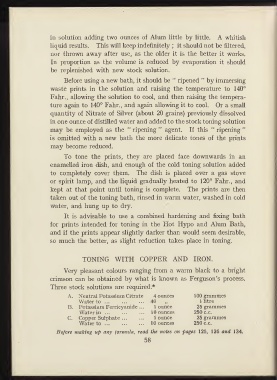 in solution adding two ounces of Alum little by little. A whitish
liquid results. This will keep indefinitely ; it should not be filtered,
nor thrown away after use, as the older it is the better it works.
In proportion as the volume is reduced by evaporation it should
be replenished with new stock solution.
Before using a new bath, it should be " ripened " by immersing
waste prints in the solution and raising the temperature to 140°
Fahr., allowing the solution to cool, and then raising the tempera-
ture again to 140° Fahr., and again allowing it to cool. Or a small
quantity of Nitrate of Silver (about 20 grains) previously dissolved
in one ounce of distilled water and added to the stock toning solution
may be employed as the " ripening " agent. If this " ripening "
is omitted with a new bath the more delicate tones of the prints
may become reduced.
To tone the prints, they are placed face downwards in an
enamelled iron dish, and enough of the cold toning solution added
to completely cover them. The dish is placed over a gas stove
or spirit lamp, and the liquid gradually heated to 120° Fahr., and
kept at that point until toning is complete. The prints are then
taken out of the toning bath, rinsed in warm water, washed in cold
water, and hung up to dry.
It is advisable to use a combined hardening and fixing bath
for prints intended for toning in the Hot Hypo and Alum Bath,
and if the prints appear slightly darker than would seem desirable,
so much the better, as slight reduction takes place in toning.
TONING WITH COPPER AND IRON.
Very pleasant colours ranging from a warm black to a bright
crimson can be obtained by what is known as Ferguson's process.
Three stock solutions are required.*
A. Neutral Potassium Citrate 4 ounces 100 grammes
Water to ... 40 „ 1 litre
B. Potassium Ferricyanide ... 1 ounce 25 grammes
Water to ... 10 ounces 250 c.c.
C. Copper Sulphate ... 1 ounce 25 grammes
Water to ... 10 ounces 250 c.c.
Before making up any formula, read the notes on pages 125, 126 and 134.
56